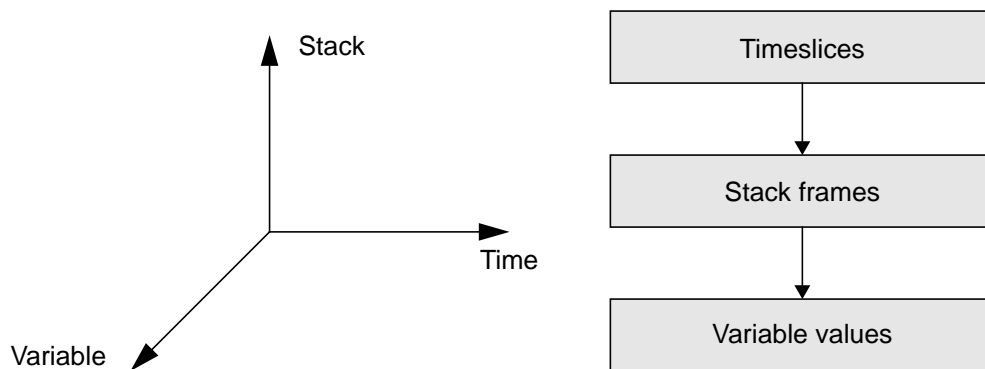 Stack
Time
Variable
Timeslices
Stack frames
Variable values